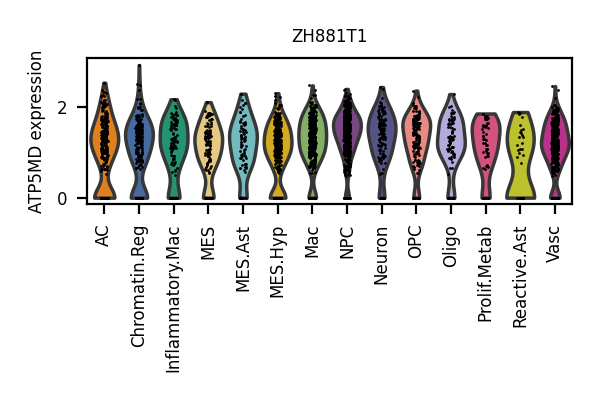 ZH881T1
ATP5MD expression
2
0
AC
Chromatin.Reg
Inflammatory.Mac
MES
MES.Ast
MES.Hyp
Mac
NPC
Neuron
OPC
Oligo
Prolif.Metab
Reactive.Ast
Vasc